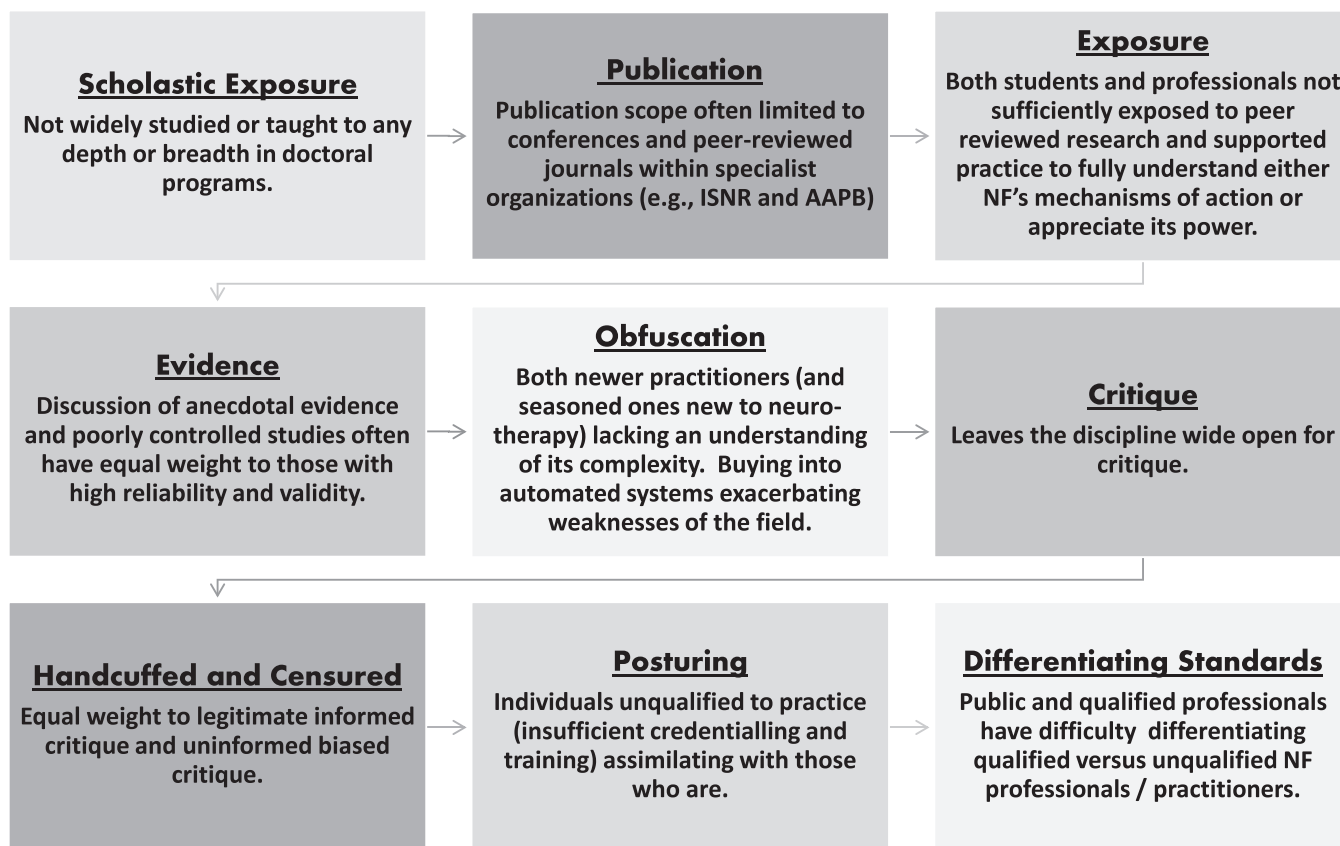 Scholastic Exposure
Not widely studied or taught to any
depth or breadth in doctoral
programs.
Publication
Publication scope often limited to
conferences and peer-reviewed
journals within specialist
organizations (e.g., ISNR and AAPB)
Exposure
Both students and professionals not
sufficiently exposed to peer
reviewed research and supported
practice to fully understand either
NF's mechanisms of action or
appreciate its power.
Evidence
Discussion of anecdotal evidence
and poorly controlled studies often
have equal weight to those with
high reliability and validity.
Obfuscation
Both newer practitioners (and
seasoned ones new to neuro-
therapy) lacking an understanding
of its complexity.  Buying into
automated systems exacerbating
weaknesses of the field.
Critique
Leaves the discipline wide open for
critique.
Handcuffed and Censured
Equal weight to legitimate informed
critique and uninformed biased
critique.
Posturing
Individuals unqualified to practice
(insufficient credentialling and
training) assimilating with those
who are.
Differentiating Standards
Public and qualified professionals
have difficulty  differentiating
qualified versus unqualified NF
professionals / practitioners.